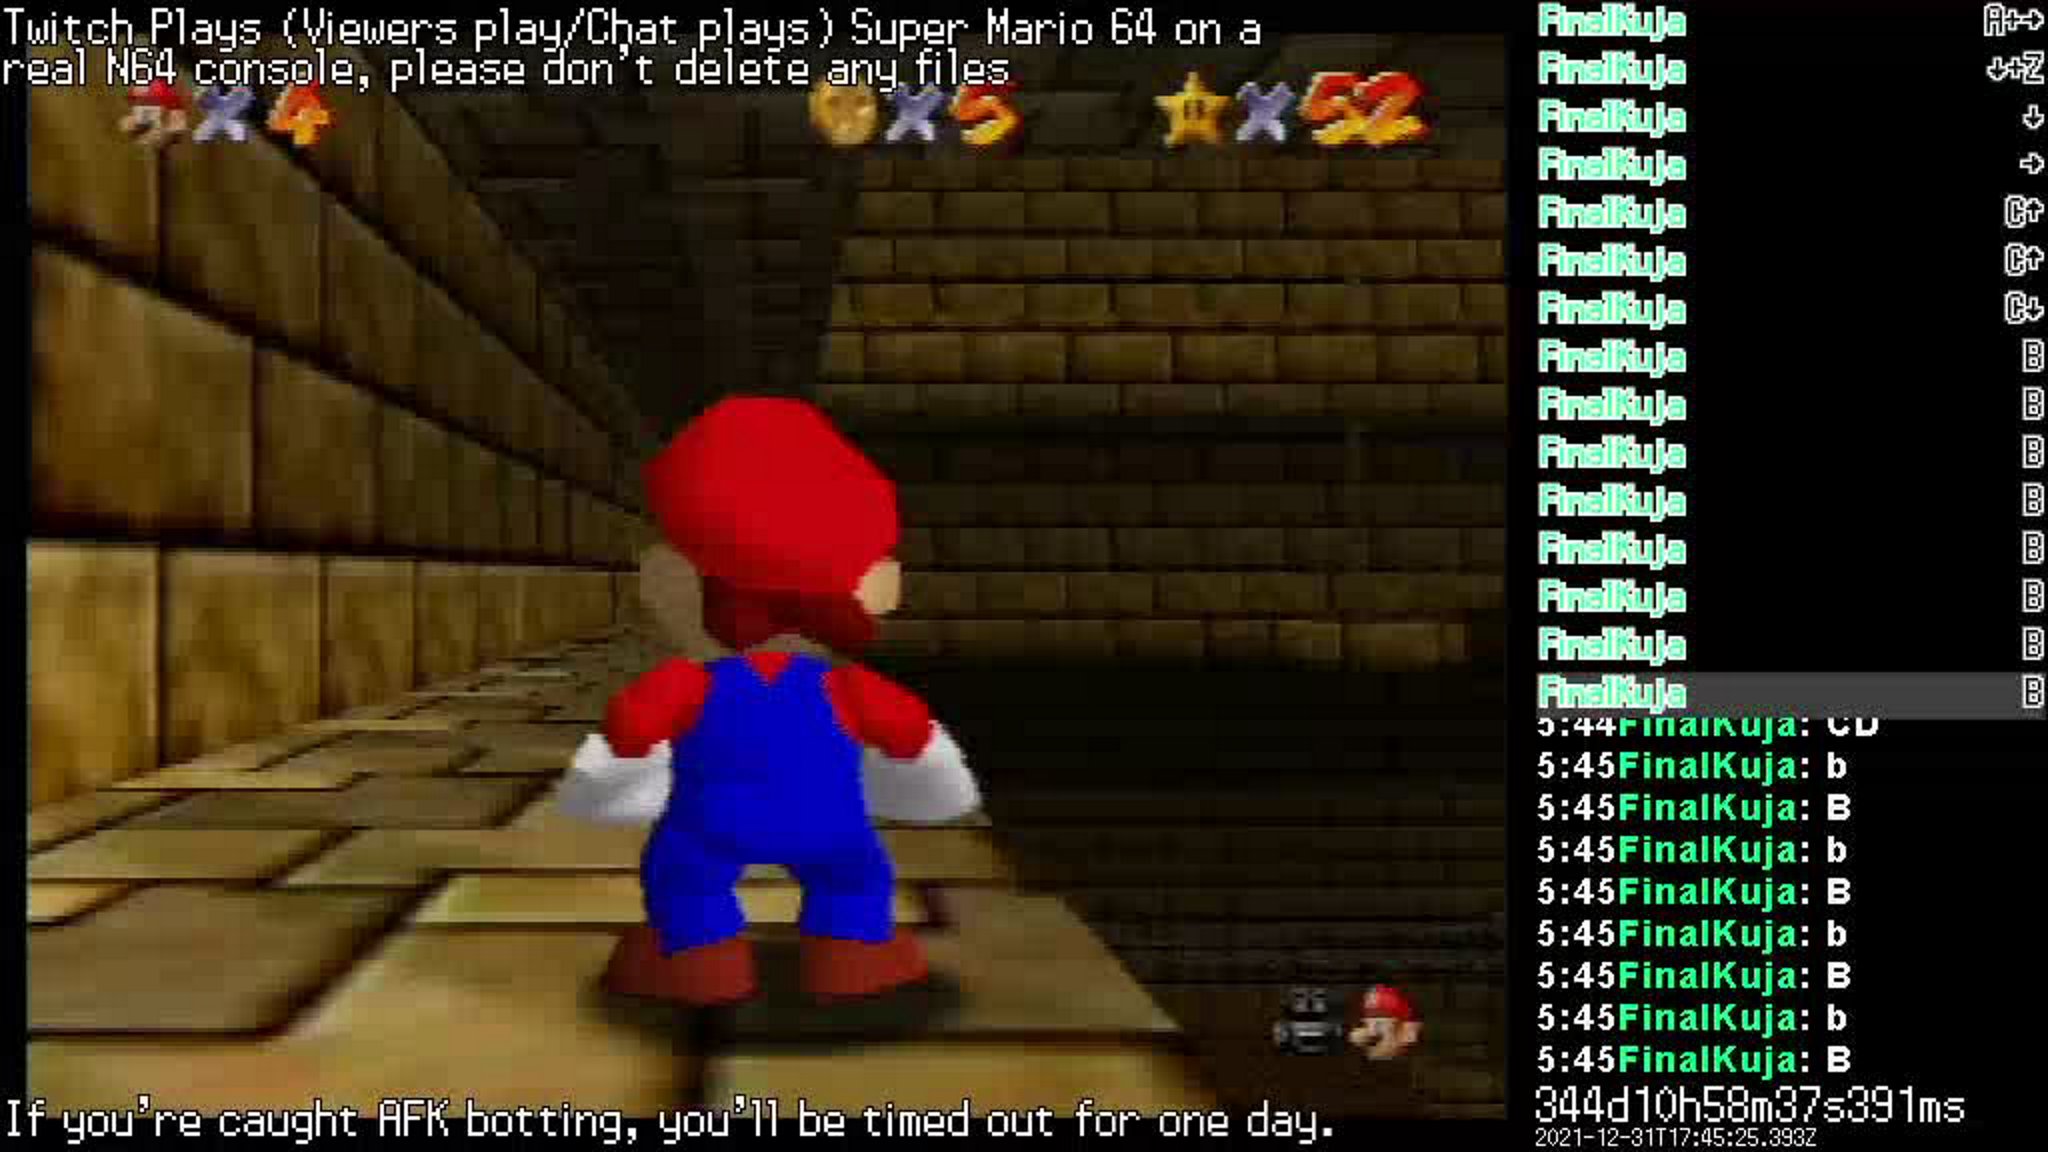 Twitch Plays (Viewers play/Chat plays) Super Mario 64 on a
real N64 console, please don't delete any files
x 4
x 5
x 52
FinalKuja A+→
FinalKuja ↓+Z
FinalKuja ↓
FinalKuja →
FinalKuja C↑
FinalKuja C↑
FinalKuja C↓
FinalKuja B
FinalKuja B
FinalKuja B
FinalKuja B
FinalKuja B
FinalKuja B
FinalKuja B
FinalKuja B
5:44FinalKuja: CD
5:45FinalKuja: b
5:45FinalKuja: B
5:45FinalKuja: b
5:45FinalKuja: B
5:45FinalKuja: b
5:45FinalKuja: B
5:45FinalKuja: b
5:45FinalKuja: B
344d10h58m37s391ms
2021-12-31T17:45:25.393Z
If you're caught AFK botting, you'll be timed out for one day.